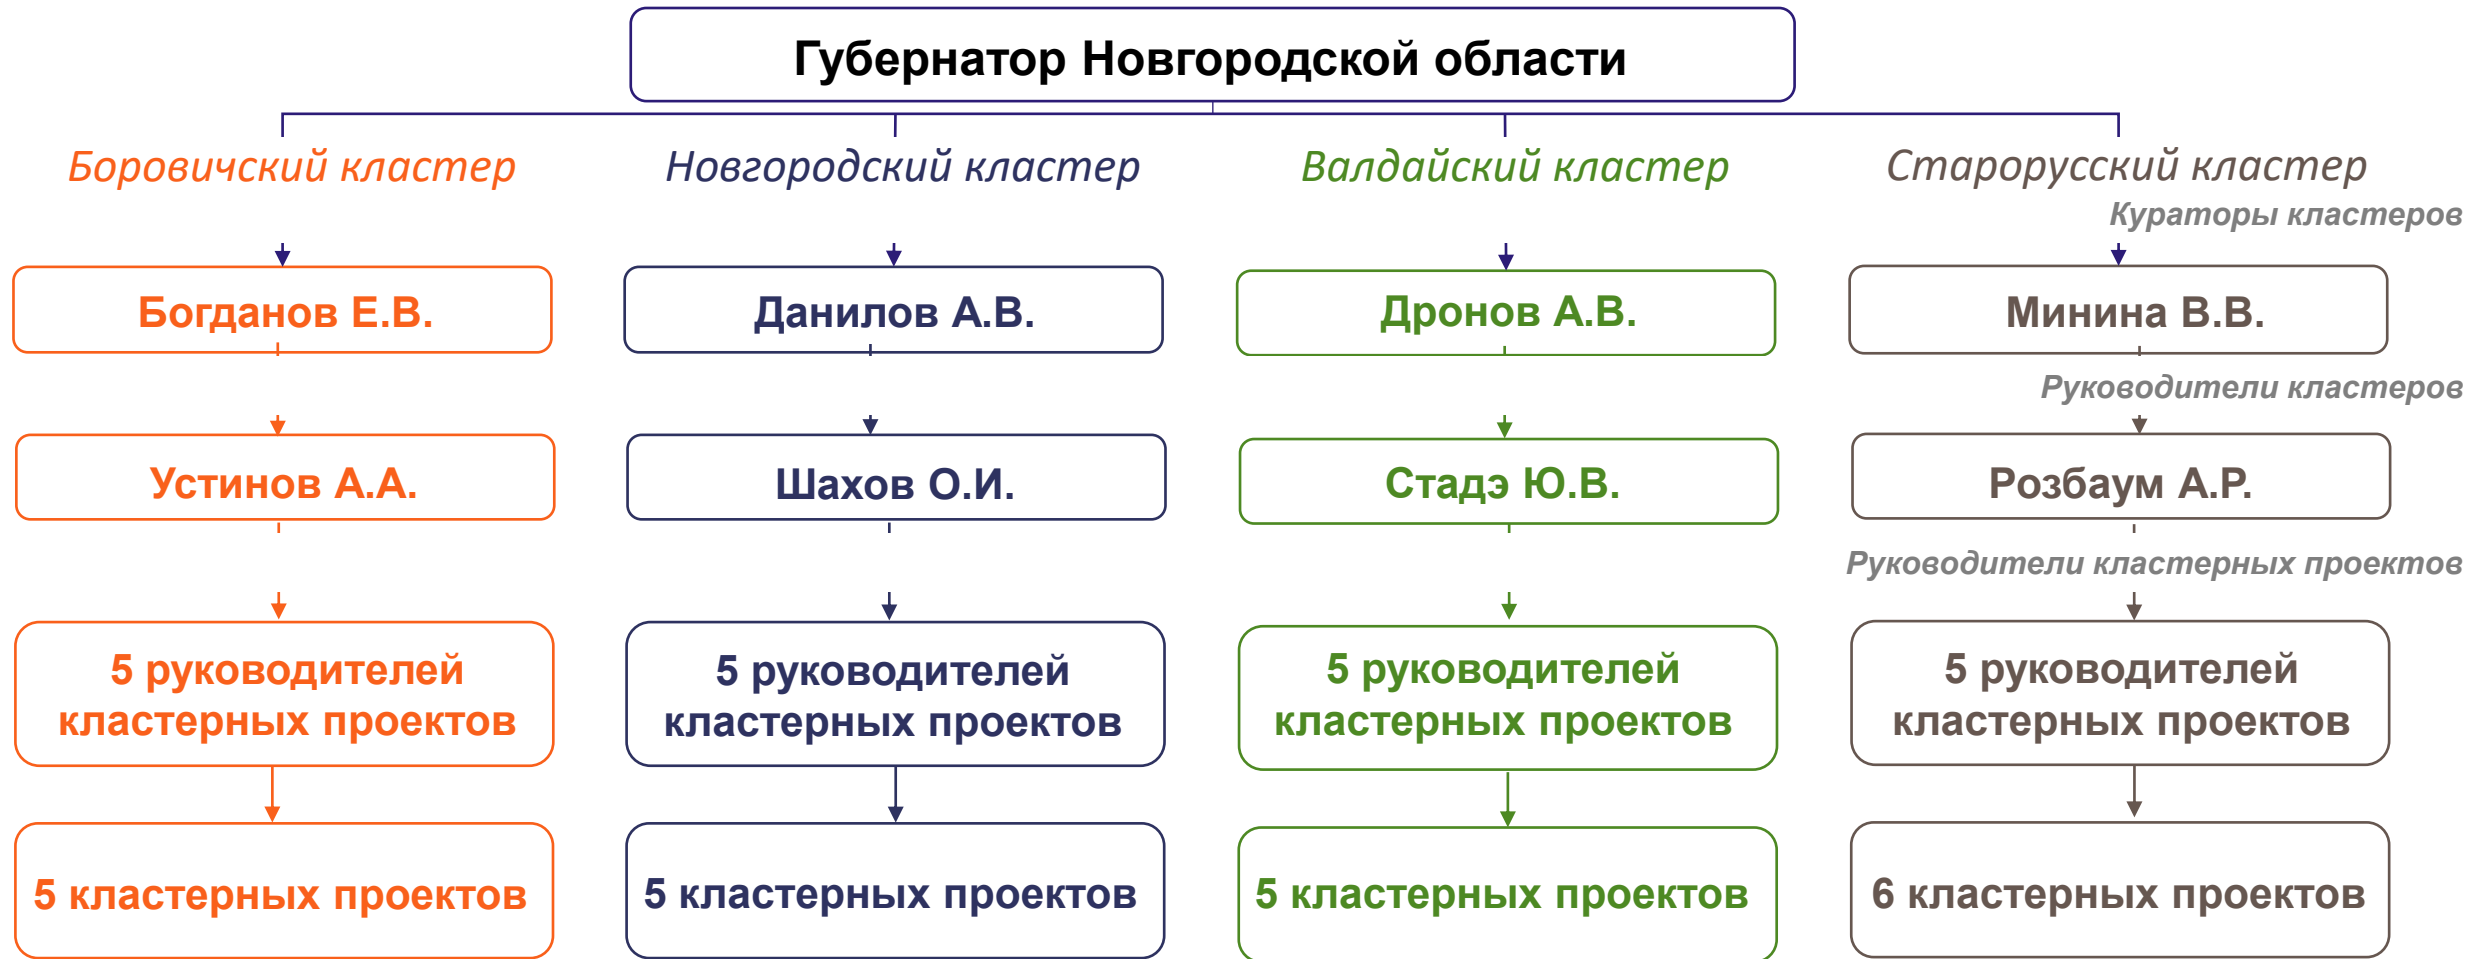 Губернатор Новгородской области
Боровичский кластер
Новгородский кластер
Валдайский кластер
Старорусский кластер
Кураторы кластеров
Богданов Е.В.
Данилов А.В.
Дронов А.В.
Минина В.В.
Руководители кластеров
Устинов А.А.
Шахов О.И.
Стадэ Ю.В.
Розбаум А.Р.
Руководители кластерных проектов
5 руководителей
кластерных проектов
5 руководителей
кластерных проектов
5 руководителей
кластерных проектов
5 руководителей
кластерных проектов
5 кластерных проектов
5 кластерных проектов
5 кластерных проектов
6 кластерных проектов